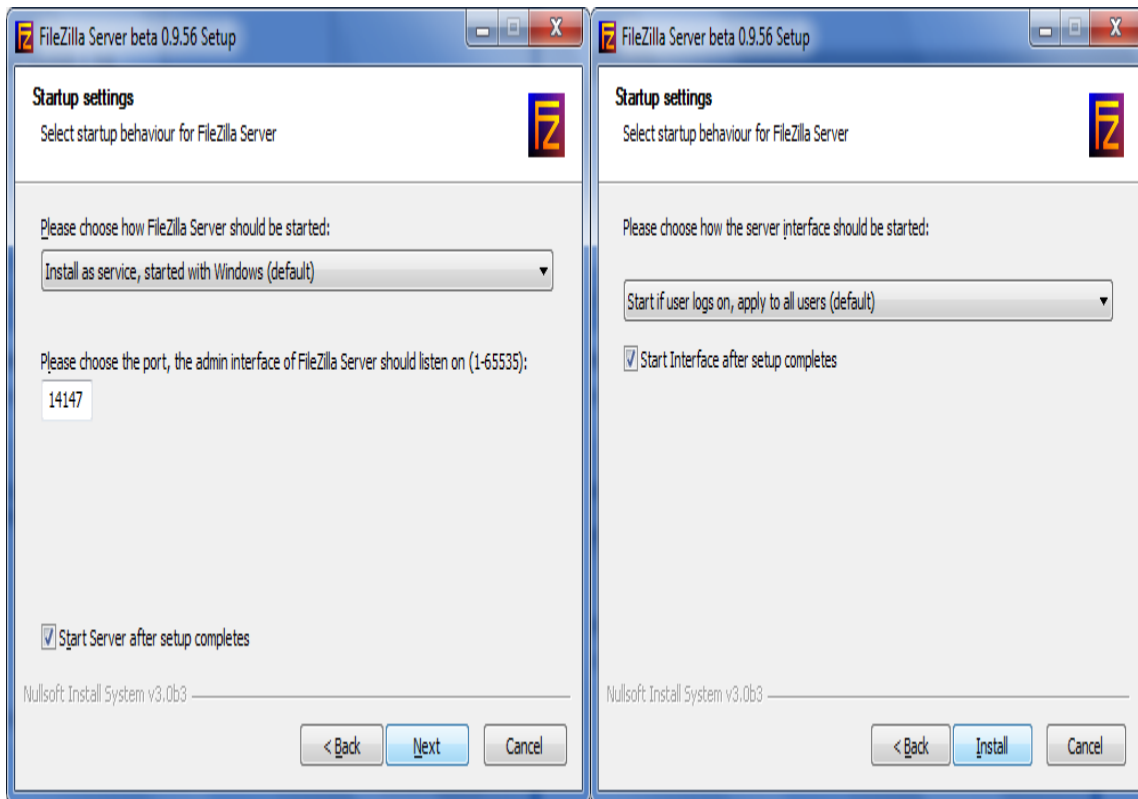 FileZilla Server beta 0.9.56 Setup
Startup settings
Select startup behaviour for FileZilla Server
Please choose how FileZilla Server should be started:
Install as service, started with Windows (default)
Please choose the port, the admin interface of FileZilla Server should listen on (1-65535):
14147
Start Server after setup completes
Nullsoft Install System v3.0b3
< Back
Next
Cancel
FileZilla Server beta 0.9.56 Setup
Startup settings
Select startup behaviour for FileZilla Server
Please choose how the server interface should be started:
Start if user logs on, apply to all users (default)
Start Interface after setup completes
Nullsoft Install System v3.0b3
< Back
Install
Cancel